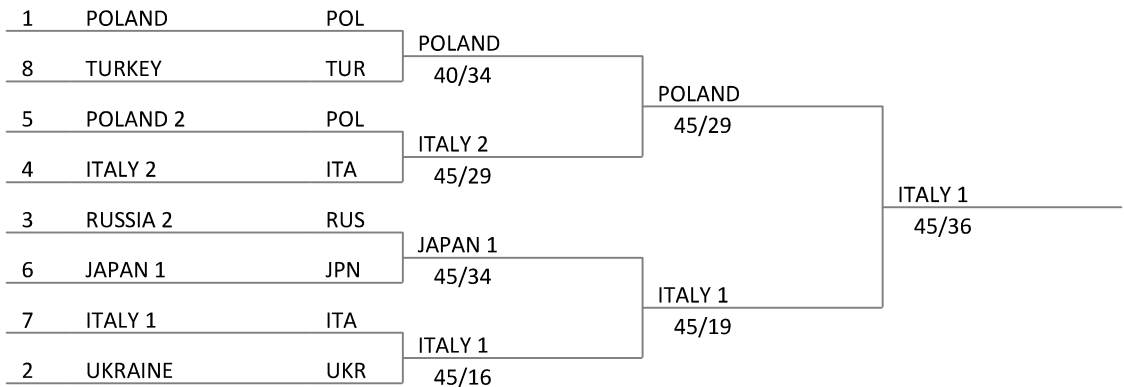 1 POLAND POL
POLAND
8 TURKEY TUR
40/34
POLAND
5 POLAND 2 POL
45/29
ITALY 2
4 ITALY 2 ITA
45/29
ITALY 1
3 RUSSIA 2 RUS
45/36
JAPAN 1
6 JAPAN 1 JPN
45/34
ITALY 1
7 ITALY 1 ITA
45/19
ITALY 1
2 UKRAINE UKR
45/16